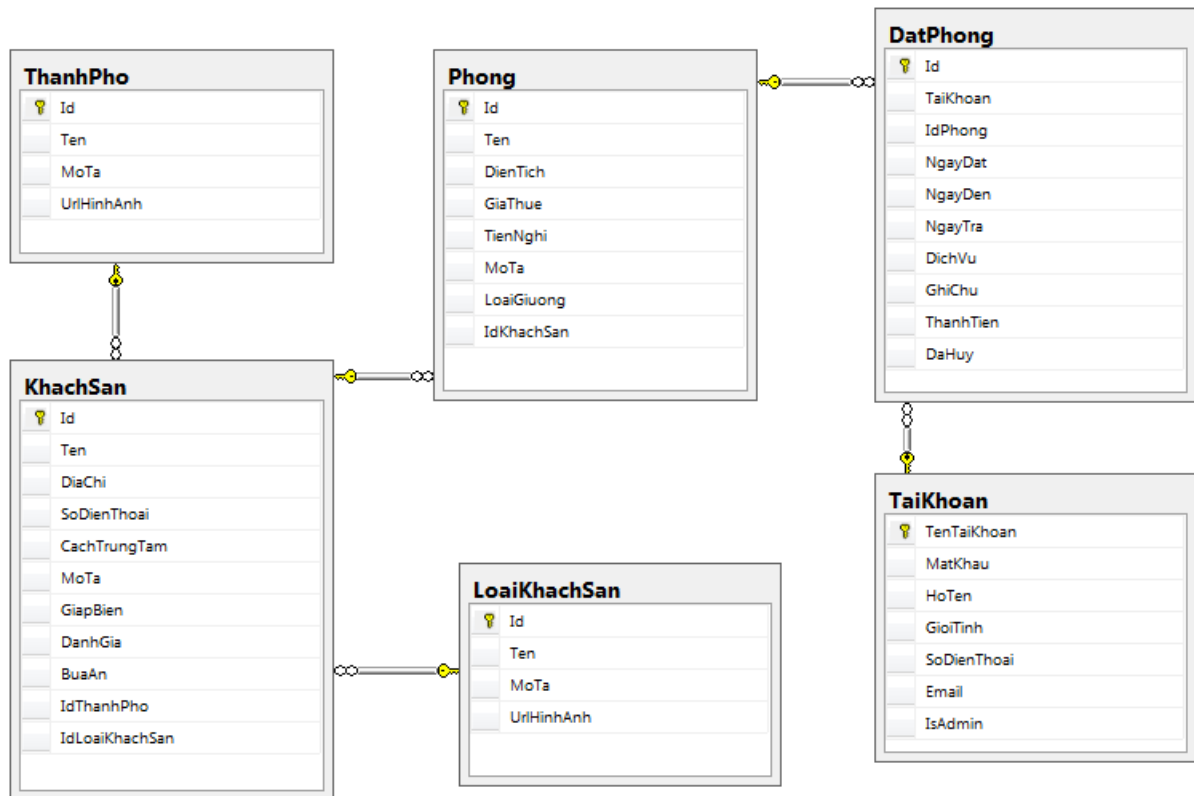 ThanhPho
Id
Ten
MoTa
UrlHinhAnh
Phong
Id
Ten
DienTich
GiaThue
TienNghi
MoTa
LoaiGiuong
IdKhachSan
DatPhong
Id
TaiKhoan
IdPhong
NgayDat
NgayDen
NgayTra
DichVu
GhiChu
ThanhTien
DaHuy
KhachSan
Id
Ten
DiaChi
SoDienThoai
CachTrungTam
MoTa
GiapBien
DanhGia
BuaAn
IdThanhPho
IdLoaiKhachSan
LoaiKhachSan
Id
Ten
MoTa
UrlHinhAnh
TaiKhoan
TenTaiKhoan
MatKhau
HoTen
GioiTinh
SoDienThoai
Email
IsAdmin